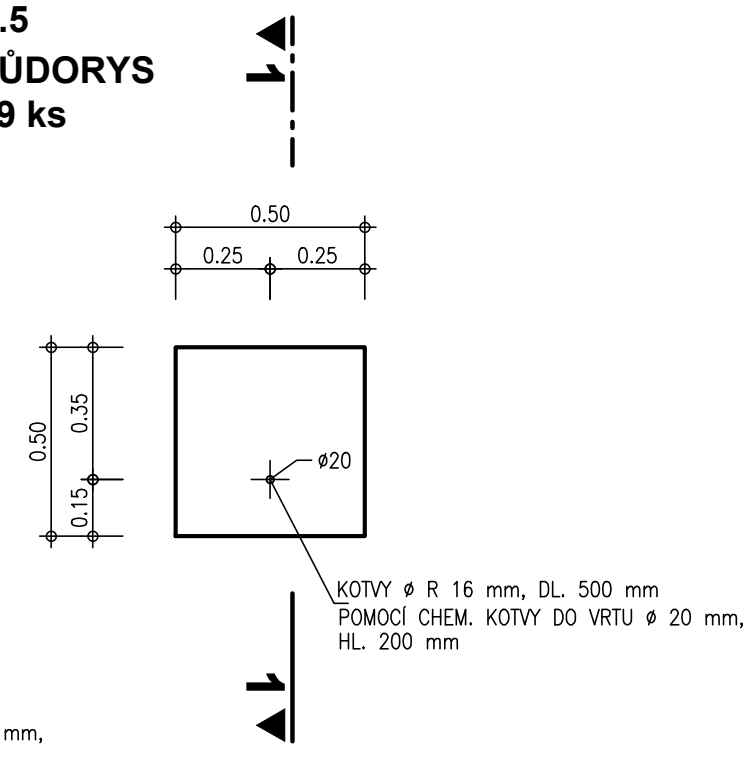 .5
ŮDORYS
9 ks
1
0.50
0.25 0.25
0.50
0.35
0.15
ø20
KOTVY ø R 16 mm, DL. 500 mm
POMOCÍ CHEM. KOTVY DO VRTU ø 20 mm,
HL. 200 mm
1
mm,